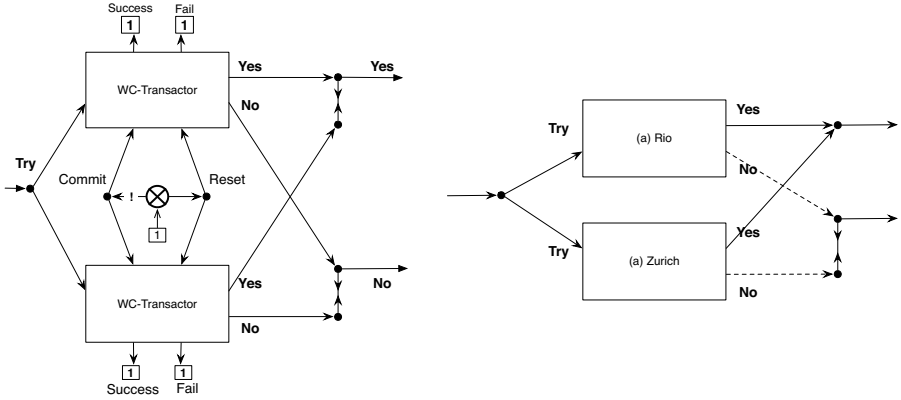 Success Fail
1 1
WC-Transactor
Yes
Yes
No
Try
Commit
!
Reset
1
WC-Transactor
Yes
No
No
1 1
Success Fail
Try
(a) Rio
Yes
No
Try
(a) Zurich
Yes
No